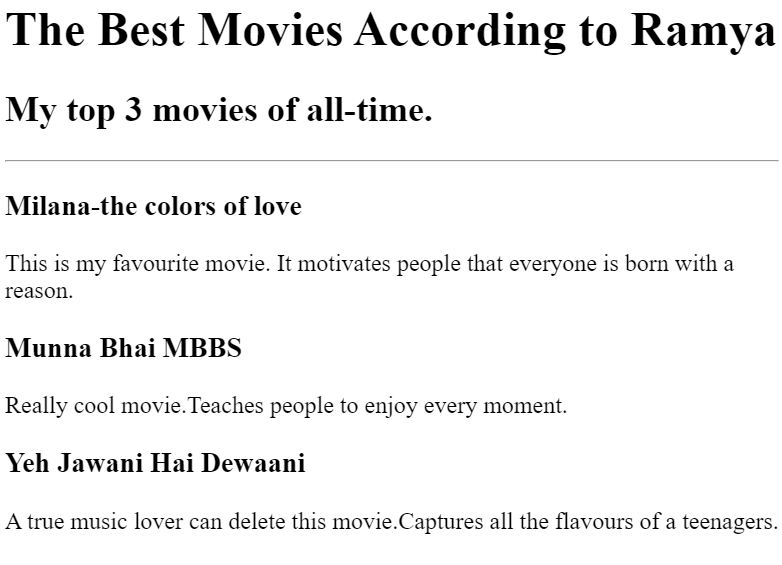 The Best Movies According to Ramya
My top 3 movies of all-time.
Milana-the colors of love
This is my favourite movie. It motivates people that everyone is born with a
reason.
Munna Bhai MBBS
Really cool movie.Teaches people to enjoy every moment.
Yeh Jawani Hai Dewaani
A true music lover can delete this movie.Captures all the flavours of a teenagers.